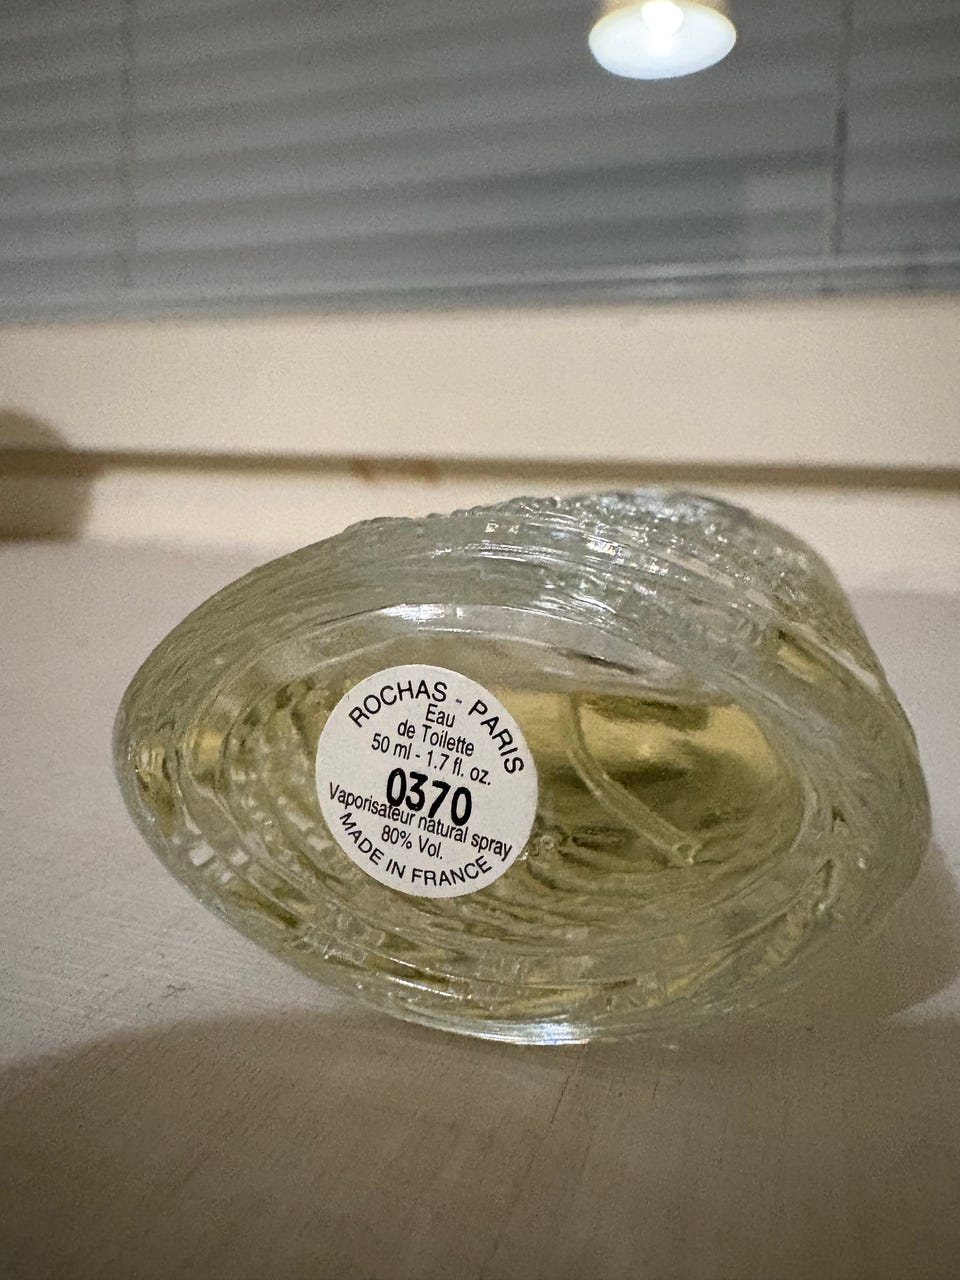 ROCHAS - PARIS
Eau
de Toilette
50 ml - 1.7 fl. oz.
0370
Vaporisateur natural spray
80% Vol.
MADE IN FRANCE